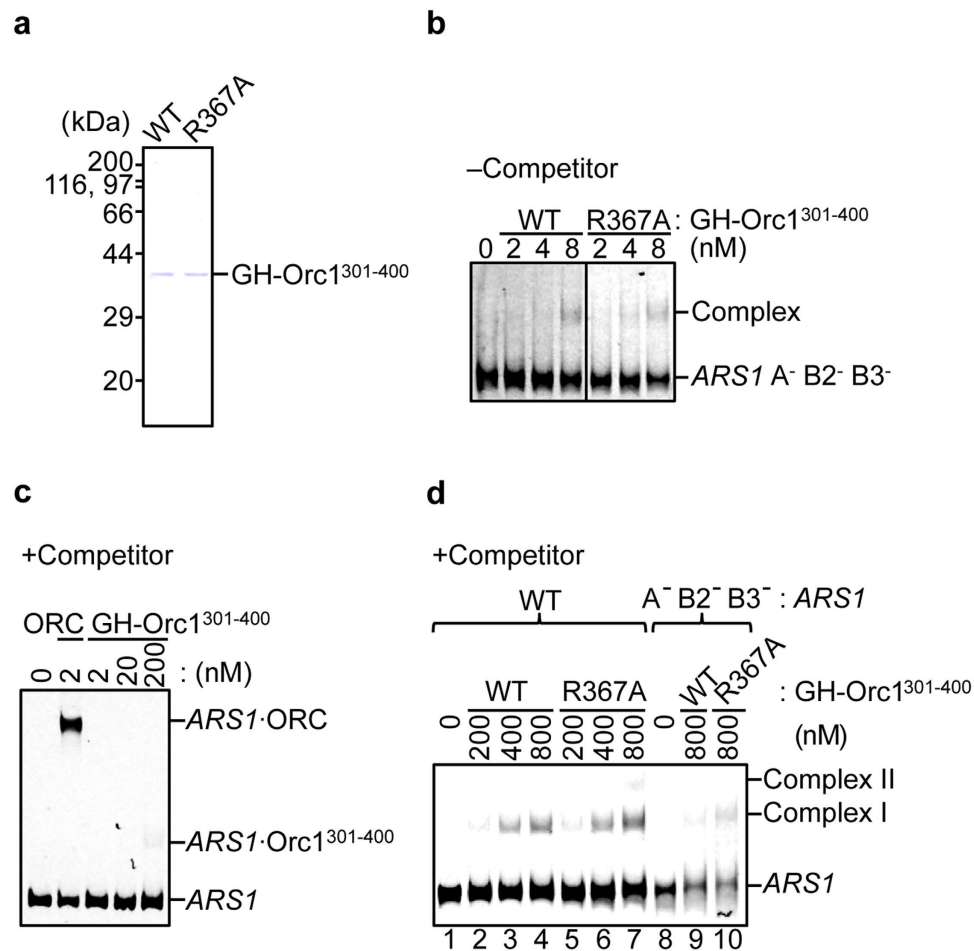 a
(kDa) WT R367A
200
116, 97
66
44
29
20
GH-Orc1³⁰¹⁻⁴⁰⁰
b
–Competitor
WT R367A : GH-Orc1³⁰¹⁻⁴⁰⁰
0 2 4 8 2 4 8 (nM)
Complex
ARS1 A⁻ B2⁻ B3⁻
c
+Competitor
ORC GH-Orc1³⁰¹⁻⁴⁰⁰
0 2 2 20 200 : (nM)
ARS1·ORC
ARS1·Orc1³⁰¹⁻⁴⁰⁰
ARS1
d
+Competitor
WT A⁻ B2⁻ B3⁻ : ARS1
WT R367A WT R367A : GH-Orc1³⁰¹⁻⁴⁰⁰
0 200 400 800 200 400 800 0 800 800 (nM)
Complex II
Complex I
ARS1
1 2 3 4 5 6 7 8 9 10